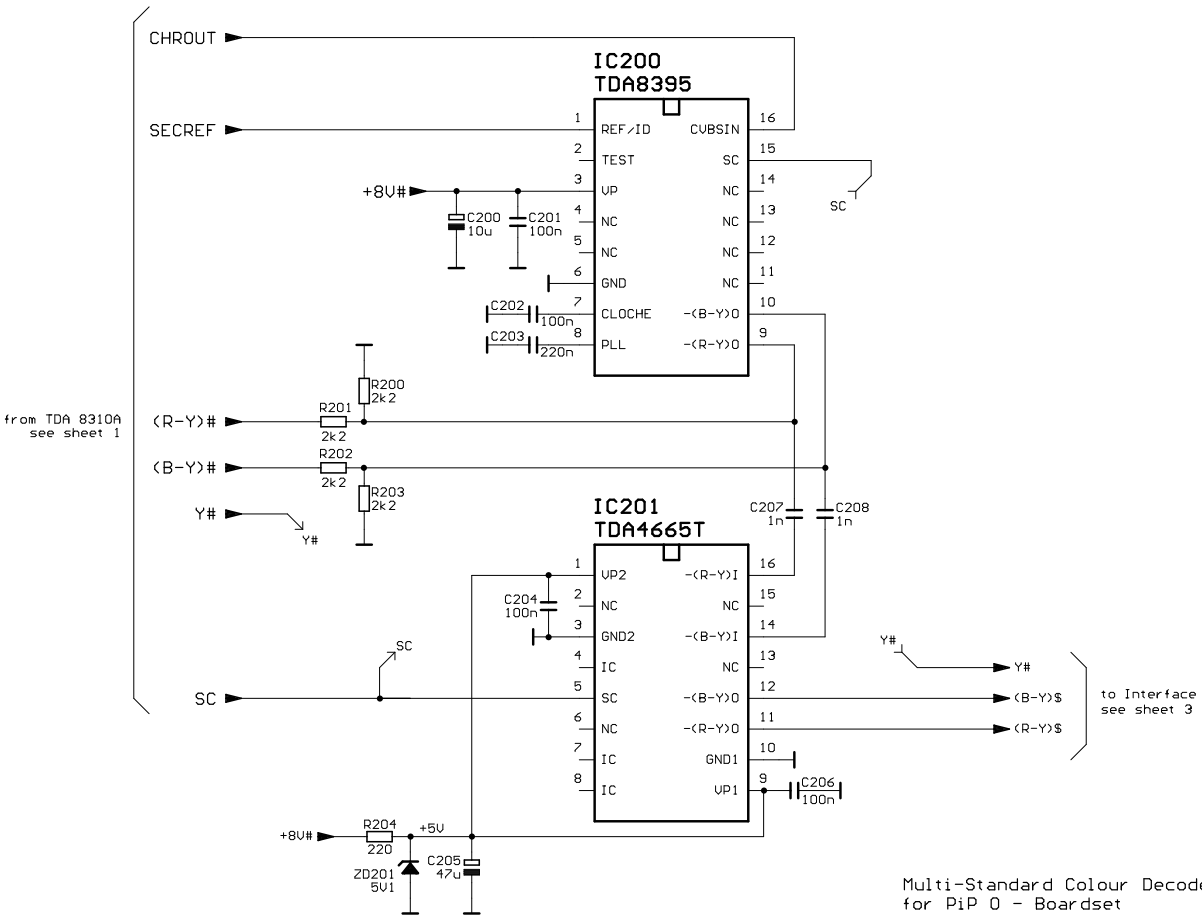 CHROUT
SECREF
from TDA 8310A
see sheet 1
(R-Y)#
(B-Y)#
Y#
Y#
SC
SC
IC200
TDA8395
1 REF/ID
2 TEST
3 VP
4 NC
5 NC
6 GND
7 CLOCHE
8 PLL
CVBSIN 16
SC 15
NC 14
NC 13
NC 12
NC 11
-(B-Y)O 10
-(R-Y)O 9
SC
+8V#
C200
10u
C201
100n
C202
100n
C203
220n
R200
2k2
R201
2k2
R202
2k2
R203
2k2
C207
1n
C208
1n
IC201
TDA4665T
1 VP2
2 NC
3 GND2
4 IC
5 SC
6 NC
7 IC
8 IC
-(R-Y)I 16
NC 15
-(B-Y)I 14
NC 13
-(B-Y)O 12
-(R-Y)O 11
GND1 10
VP1 9
C204
100n
C206
100n
Y#
Y#
(B-Y)$
(R-Y)$
to Interface
see sheet 3
+8V#
R204
220
+5V
ZD201
5V1
C205
47u
Multi-Standard Colour Decode
for PiP 0 - Boardset